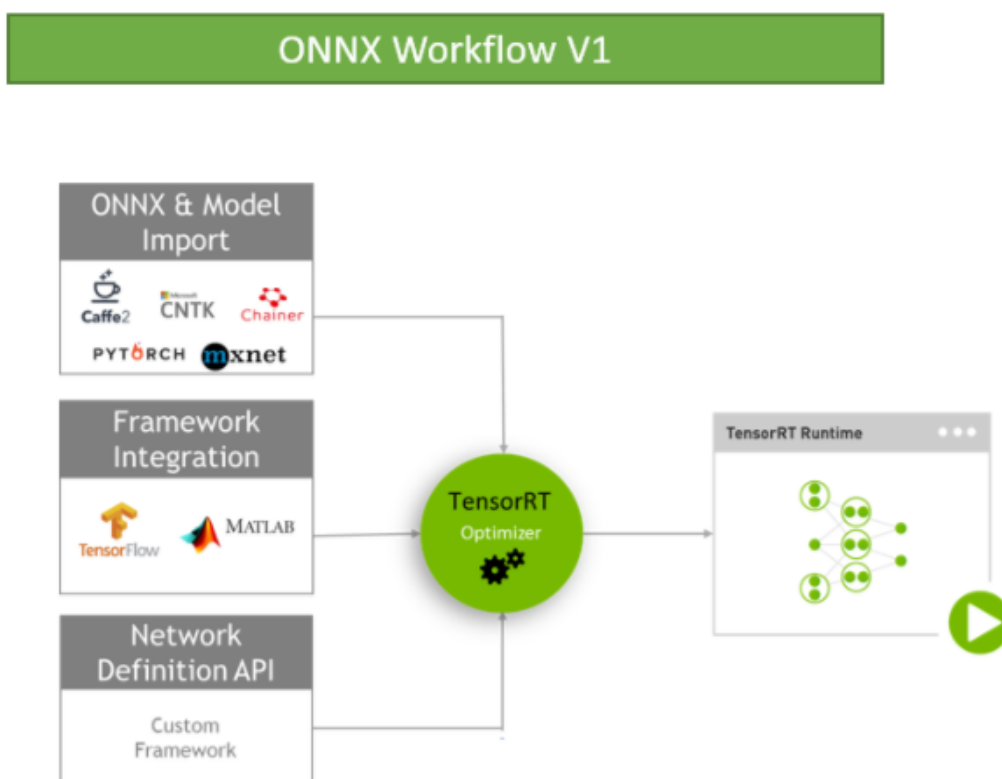 ONNX Workflow V1
ONNX & Model
Import
Caffe2
Microsoft
CNTK
Chainer
PYTORCH
mxnet
Framework
Integration
TensorFlow
MATLAB
Network
Definition API
Custom
Framework
TensorRT
Optimizer
TensorRT Runtime